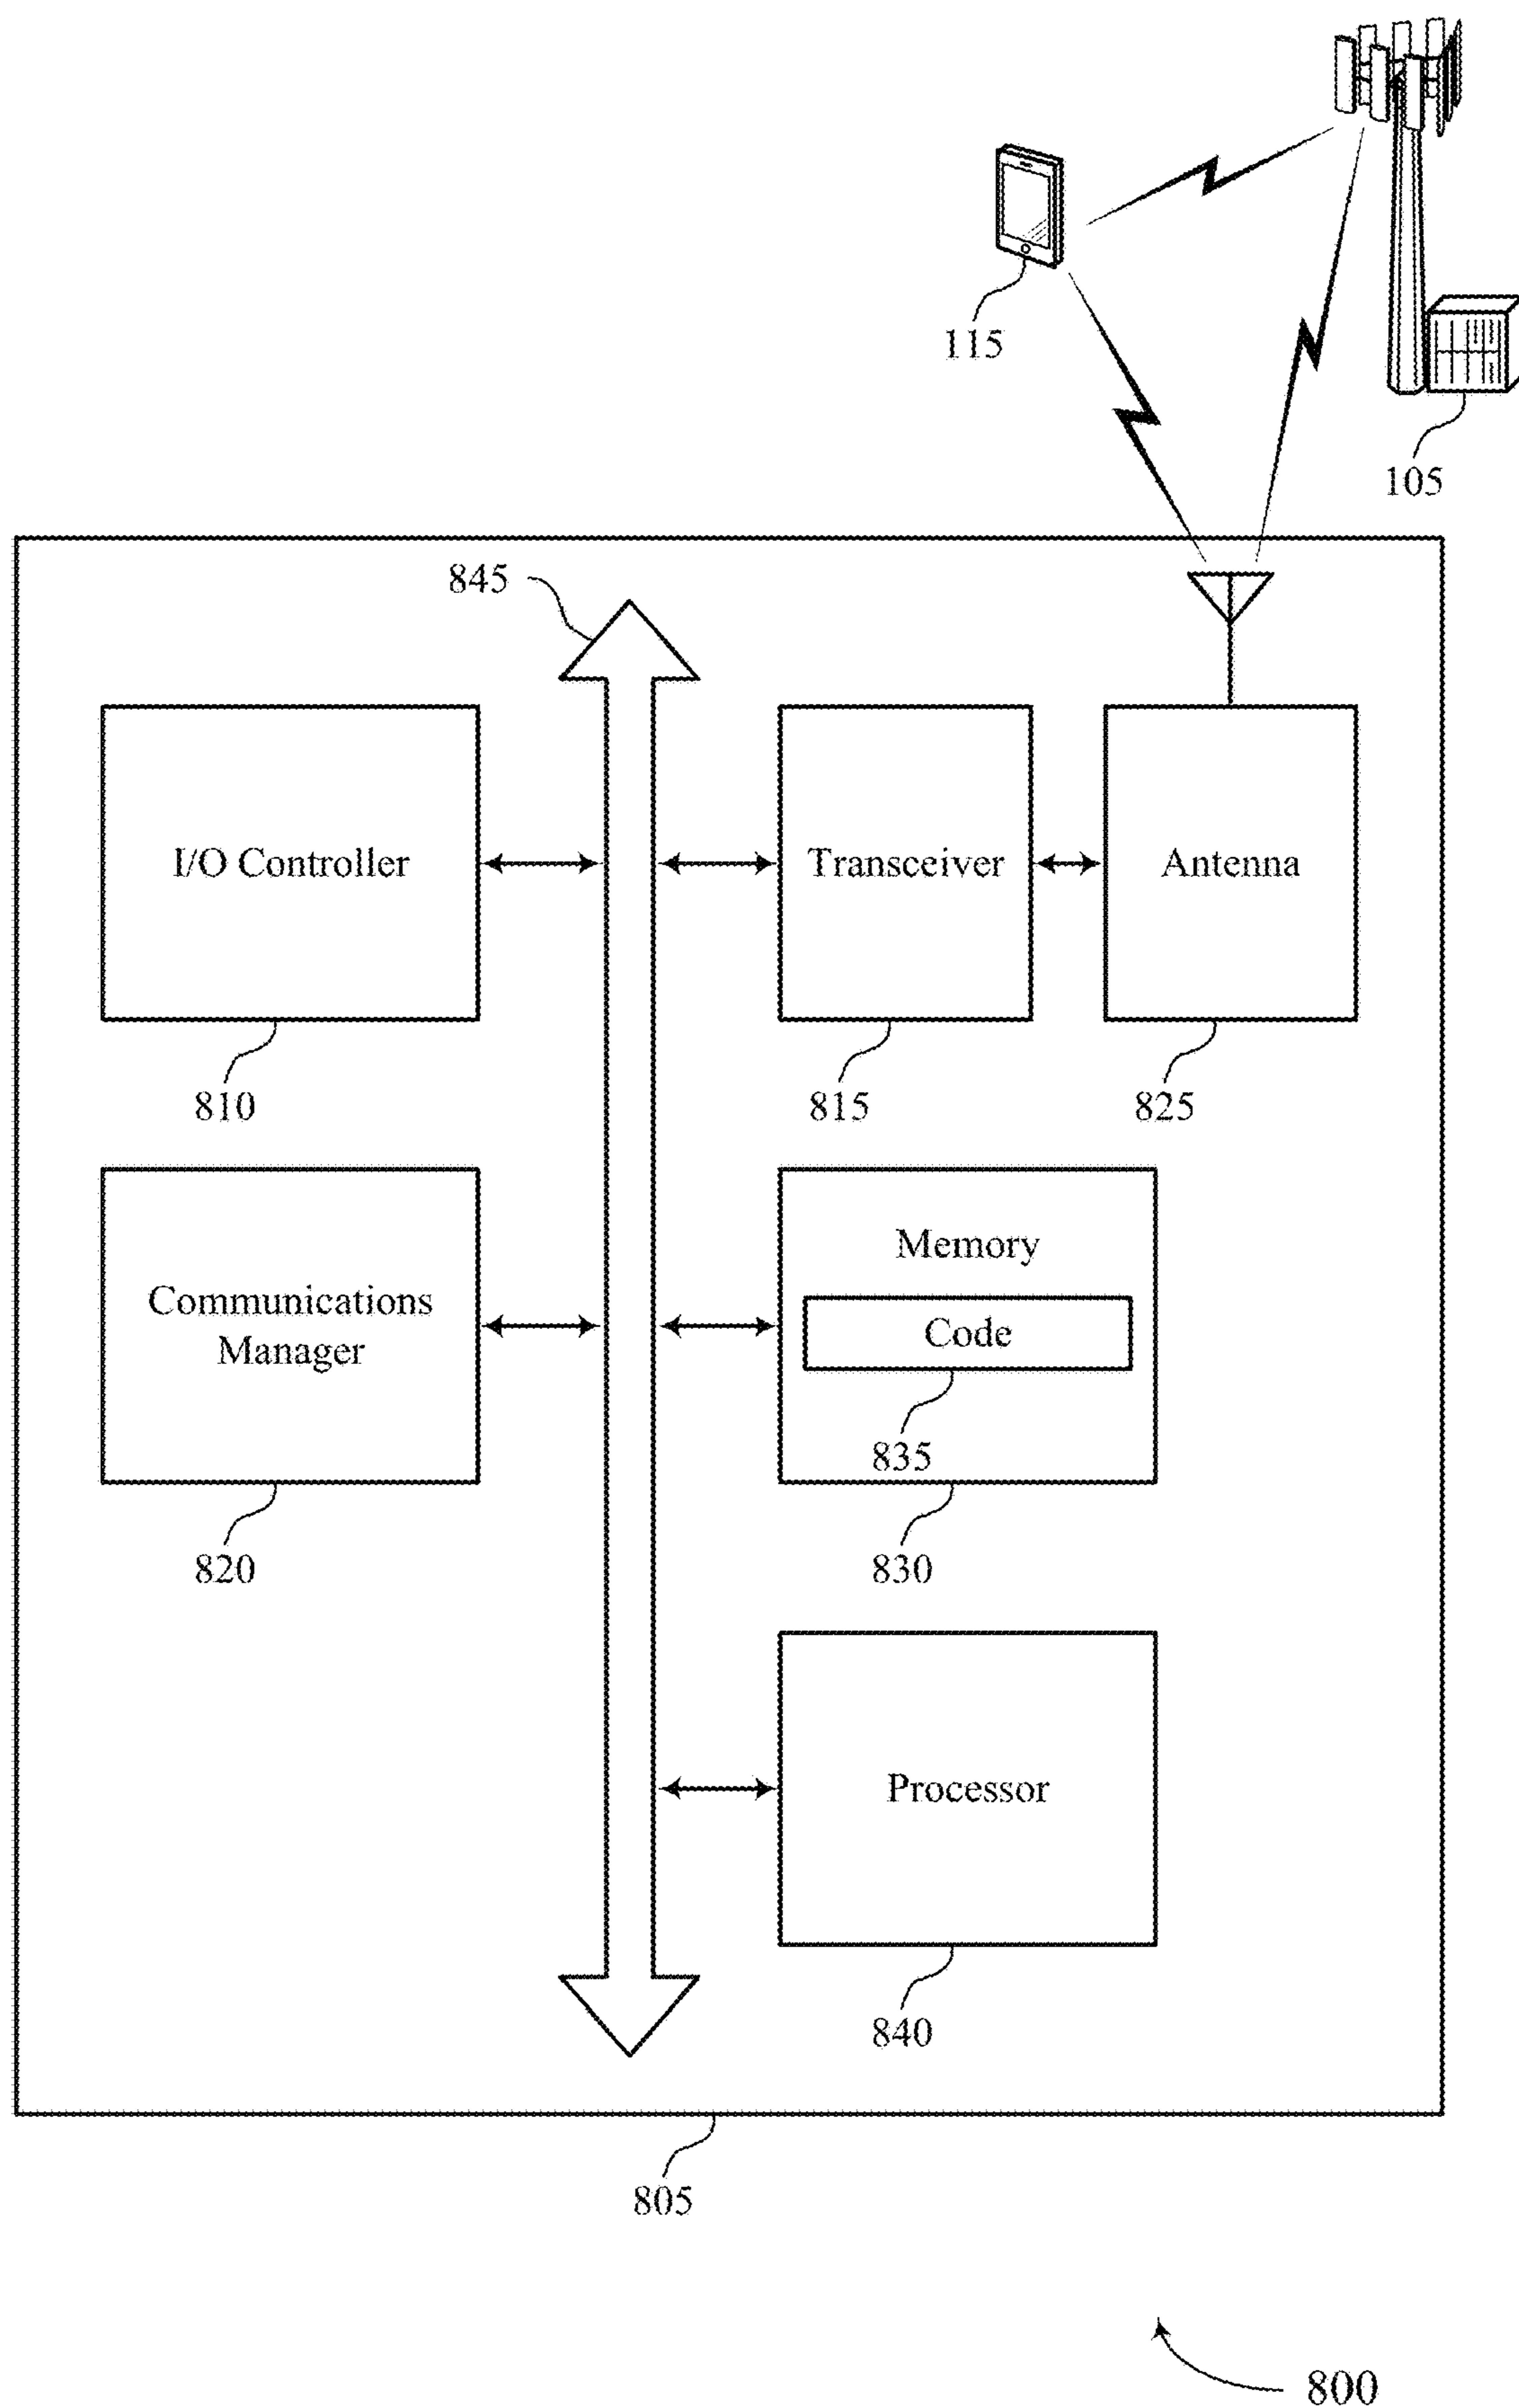 115
105
845
I/O Controller
Transceiver
Antenna
810
815
825
Communications
Manager
Memory
Code
835
820
830
Processor
840
805
800